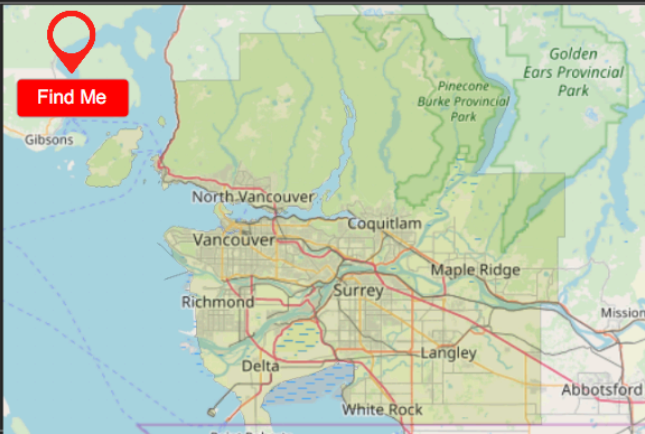 Golden
Ears Provincial
Park
Pinecone
Burke Provincial
Park
Find Me
Gibsons
North Vancouver
Coquitlam
Vancouver
Maple Ridge
Surrey
Richmond
Mission
Langley
Delta
Abbotsford
White Rock